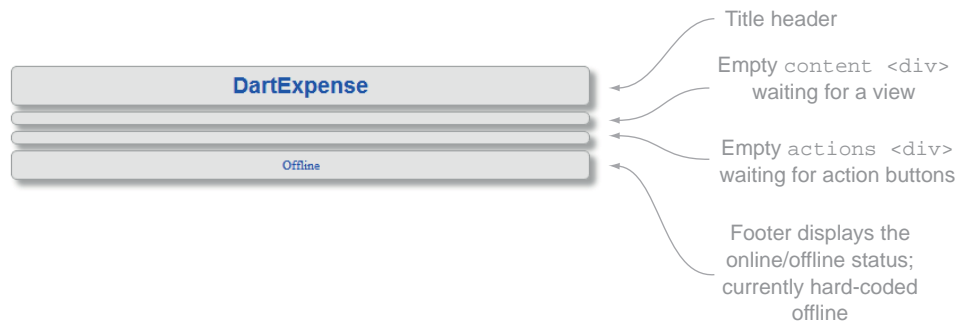 Title header
Empty content <div>
waiting for a view
DartExpense
Empty actions <div>
waiting for action buttons
Offline
Footer displays the
online/offline status;
currently hard-coded
offline